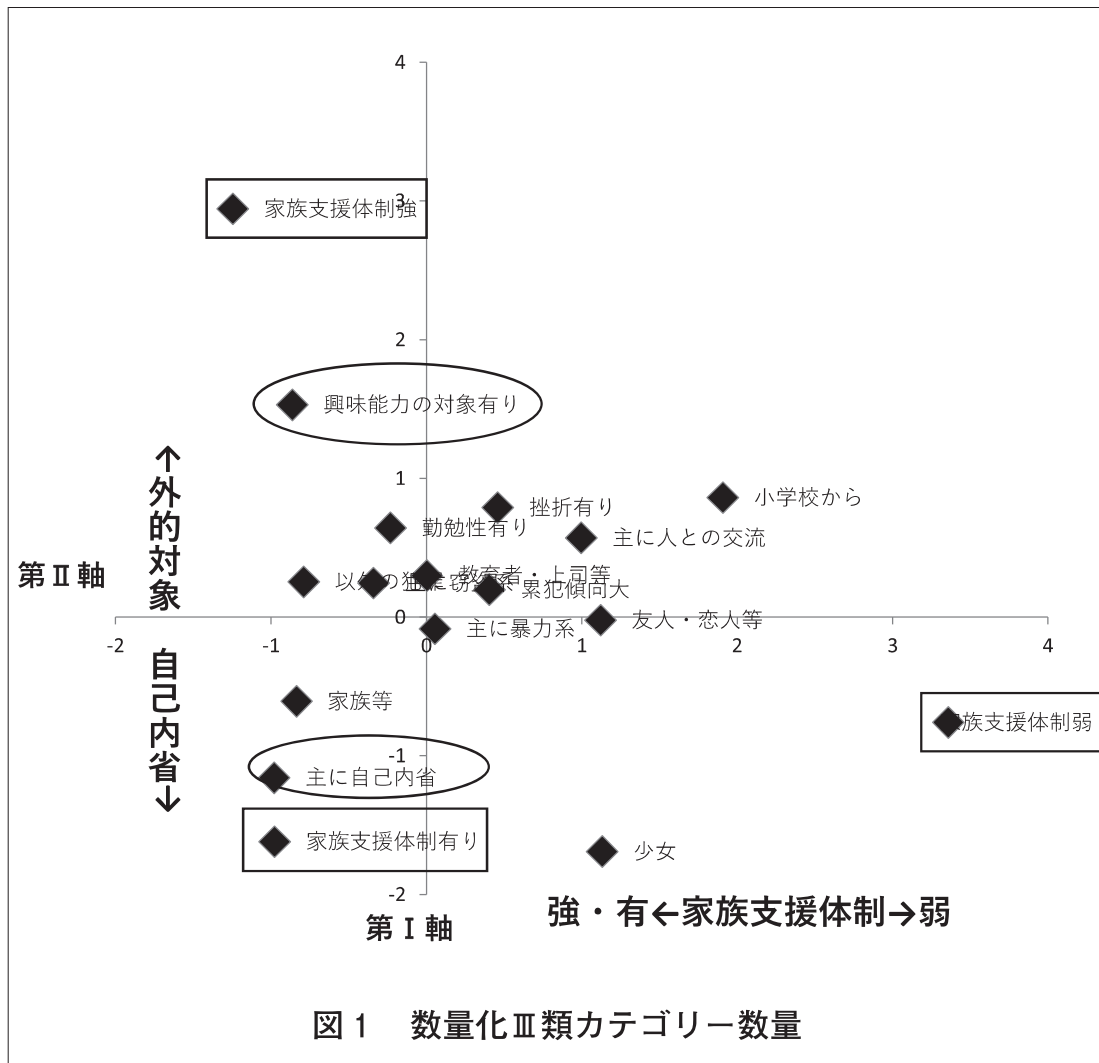 4
3
家族支援体制強
2
興味能力の対象有り
↑外的対象
1
小学校から
挫折有り
勤勉性有り
主に人との交流
第Ⅱ軸
教育者・上司等
累犯傾向大
0
主に暴力系
友人・恋人等
-2
-1
0
1
2
3
4
自己内省↓
家族等
家族支援体制弱
-1
主に自己内省
家族支援体制有り
少女
-2
強・有←家族支援体制→弱
第Ⅰ軸
図1 数量化Ⅲ類カテゴリー数量